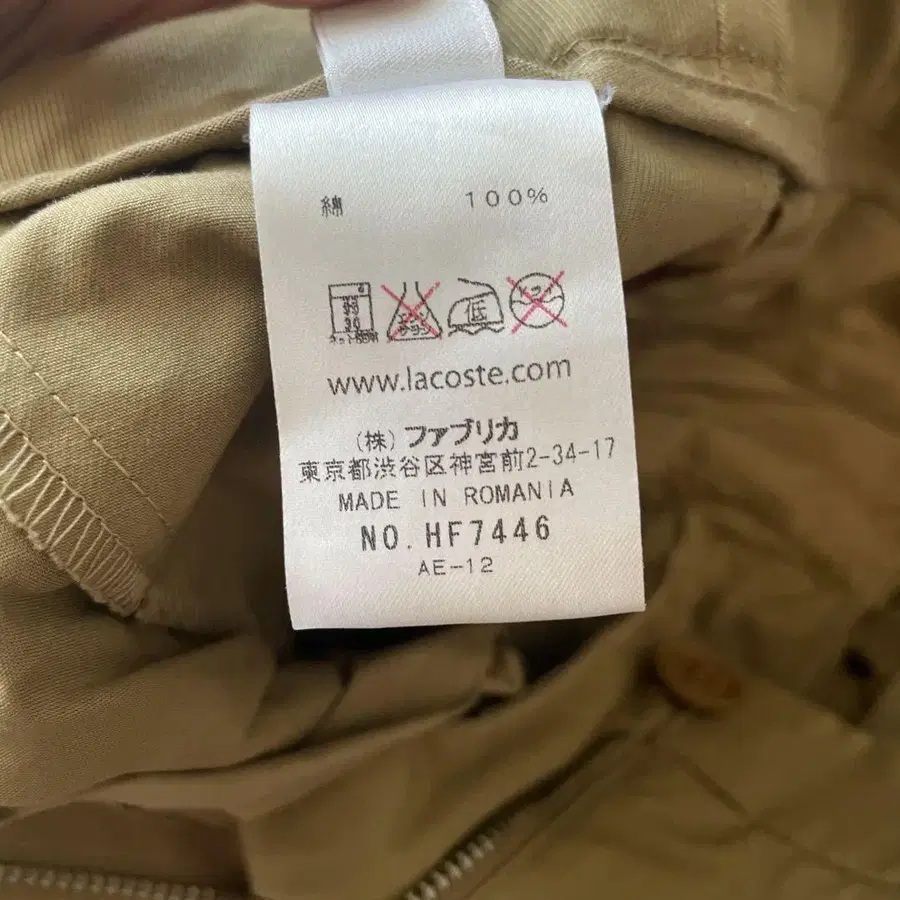 綿 100%
低
www.lacoste.com
(株) ファブリカ
東京都渋谷区神宮前2-34-17
MADE IN ROMANIA
NO. HF7446
AE-12